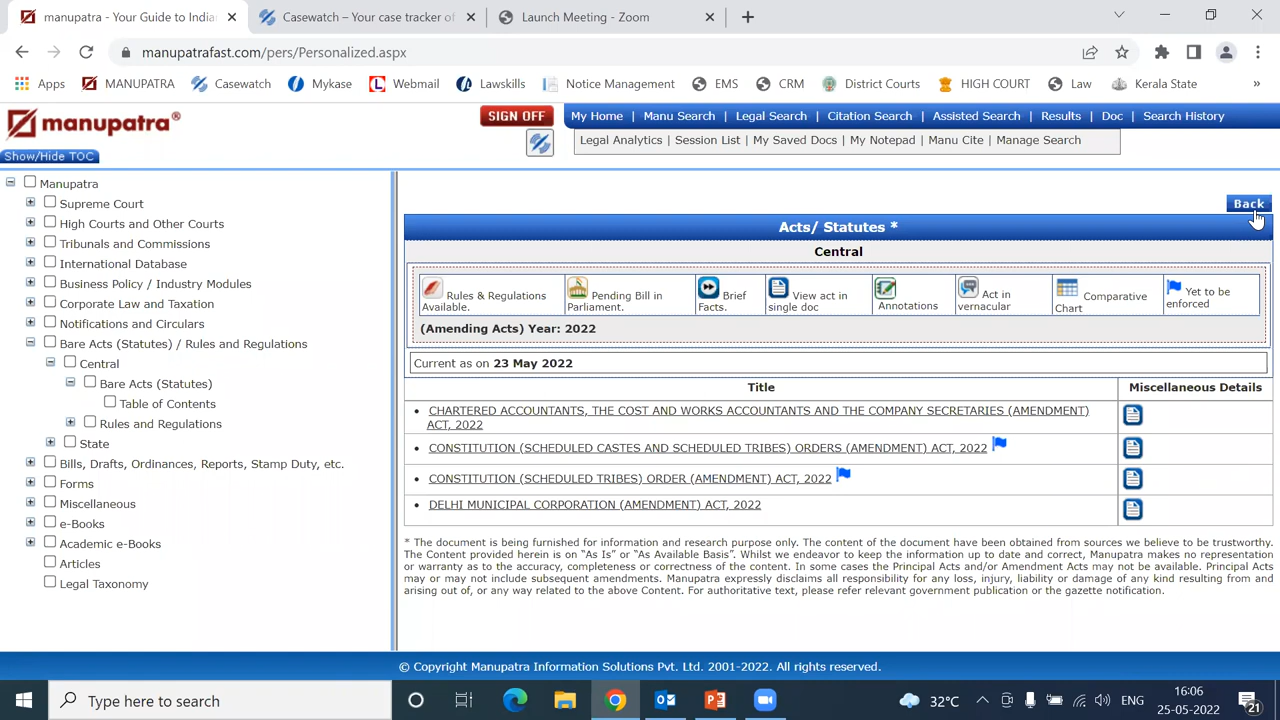 manupatra - Your Guide to India
Casewatch – Your case tracker of
Launch Meeting - Zoom
manupatrafast.com/pers/Personalized.aspx
Apps
MANUPATRA
Casewatch
Mykase
Webmail
Lawskills
Notice Management
EMS
CRM
District Courts
HIGH COURT
Law
Kerala State
»
manupatra®
SIGN OFF
My Home | Manu Search | Legal Search | Citation Search | Assisted Search | Results | Doc | Search History
Legal Analytics | Session List | My Saved Docs | My Notepad | Manu Cite | Manage Search
Show/Hide TOC
Manupatra
Supreme Court
High Courts and Other Courts
Tribunals and Commissions
International Database
Business Policy / Industry Modules
Corporate Law and Taxation
Notifications and Circulars
Bare Acts (Statutes) / Rules and Regulations
Central
Bare Acts (Statutes)
Table of Contents
Rules and Regulations
State
Bills, Drafts, Ordinances, Reports, Stamp Duty, etc.
Forms
Miscellaneous
e-Books
Academic e-Books
Articles
Legal Taxonomy
Back
Acts/ Statutes *
Central
Rules & Regulations Available.
Pending Bill in Parliament.
Brief Facts.
View act in single doc
Annotations
Act in vernacular
Comparative Chart
Yet to be enforced
(Amending Acts) Year: 2022
Current as on 23 May 2022
Title
Miscellaneous Details
• CHARTERED ACCOUNTANTS, THE COST AND WORKS ACCOUNTANTS AND THE COMPANY SECRETARIES (AMENDMENT)
ACT, 2022
• CONSTITUTION (SCHEDULED CASTES AND SCHEDULED TRIBES) ORDERS (AMENDMENT) ACT, 2022
• CONSTITUTION (SCHEDULED TRIBES) ORDER (AMENDMENT) ACT, 2022
• DELHI MUNICIPAL CORPORATION (AMENDMENT) ACT, 2022
* The document is being furnished for information and research purpose only. The content of the document have been obtained from sources we believe to be trustworthy.
The Content provided herein is on “As Is” or “As Available Basis”. Whilst we endeavor to keep the information up to date and correct, Manupatra makes no representation
or warranty as to the accuracy, completeness or correctness of the content. In some cases the Principal Acts and/or Amendment Acts may not be available. Principal Acts
may or may not include subsequent amendments. Manupatra expressly disclaims all responsibility for any loss, injury, liability or damage of any kind resulting from and
arising out of, or any way related to the above Content. For authoritative text, please refer relevant government publication or the gazette notification.
© Copyright Manupatra Information Solutions Pvt. Ltd. 2001-2022. All rights reserved.
Type here to search
32°C
ENG
16:06
25-05-2022
21